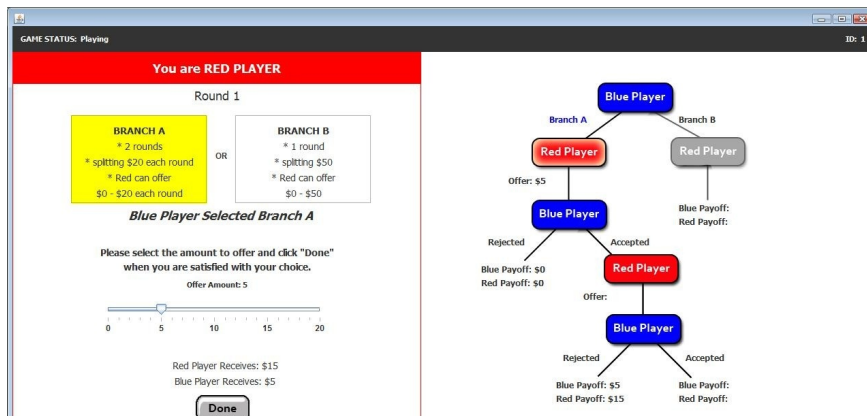 GAME STATUS: Playing
ID: 1
You are RED PLAYER
Round 1
BRANCH A
* 2 rounds
* splitting $20 each round
* Red can offer
$0 - $20 each round
OR
BRANCH B
* 1 round
* splitting $50
* Red can offer
$0 - $50
Blue Player Selected Branch A
Please select the amount to offer and click "Done"
when you are satisfied with your choice.
Offer Amount: 5
0 5 10 15 20
Red Player Receives: $15
Blue Player Receives: $5
Done
Blue Player
Branch A
Branch B
Red Player
Red Player
Offer: $5
Blue Payoff:
Red Payoff:
Blue Player
Rejected
Accepted
Blue Payoff: $0
Red Payoff: $0
Red Player
Offer:
Blue Player
Rejected
Accepted
Blue Payoff: $5
Red Payoff: $15
Blue Payoff:
Red Payoff: